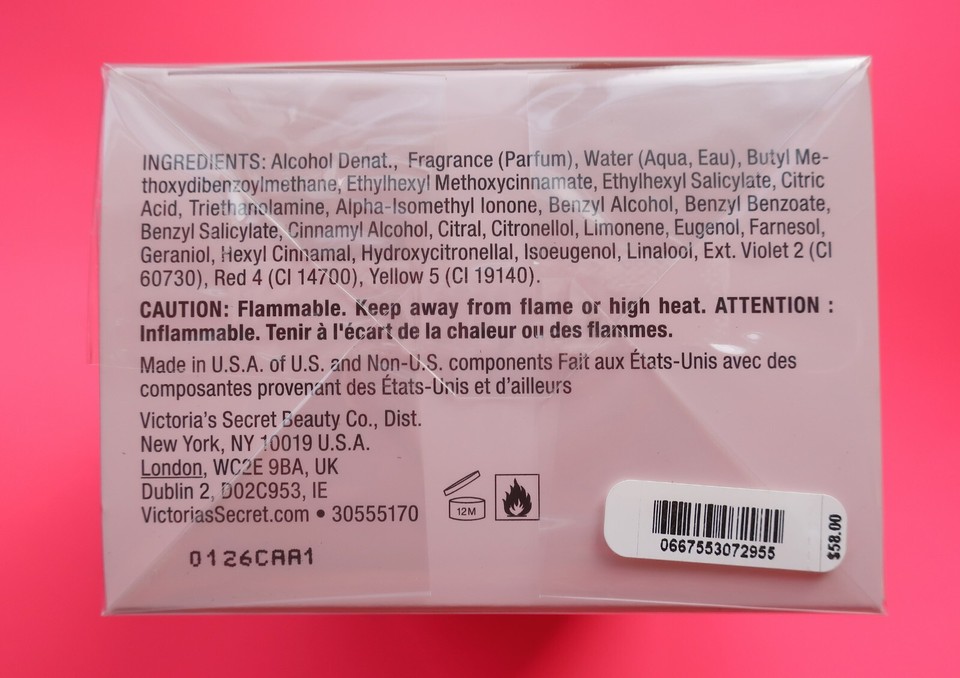 INGREDIENTS: Alcohol Denat., Fragrance (Parfum), Water (Aqua, Eau), Butyl Me-
thoxydibenzoylmethane, Ethylhexyl Methoxycinnamate, Ethylhexyl Salicylate, Citric
Acid, Triethanolamine, Alpha-Isomethyl Ionone, Benzyl Alcohol, Benzyl Benzoate,
Benzyl Salicylate, Cinnamyl Alcohol, Citral, Citronellol, Limonene, Eugenol, Farnesol,
Geraniol, Hexyl Cinnamal, Hydroxycitronellal, Isoeugenol, Linalool, Ext. Violet 2 (CI
60730), Red 4 (CI 14700), Yellow 5 (CI 19140).
CAUTION: Flammable. Keep away from flame or high heat. ATTENTION :
Inflammable. Tenir à l'écart de la chaleur ou des flammes.
Made in U.S.A. of U.S. and Non-U.S. components Fait aux États-Unis avec des
composantes provenant des États-Unis et d'ailleurs
Victoria's Secret Beauty Co., Dist.
New York, NY 10019 U.S.A.
London, WC2E 9BA, UK
Dublin 2, D02C953, IE
VictoriasSecret.com • 30555170
12M
0126CAA1
0667553072955
$58.00